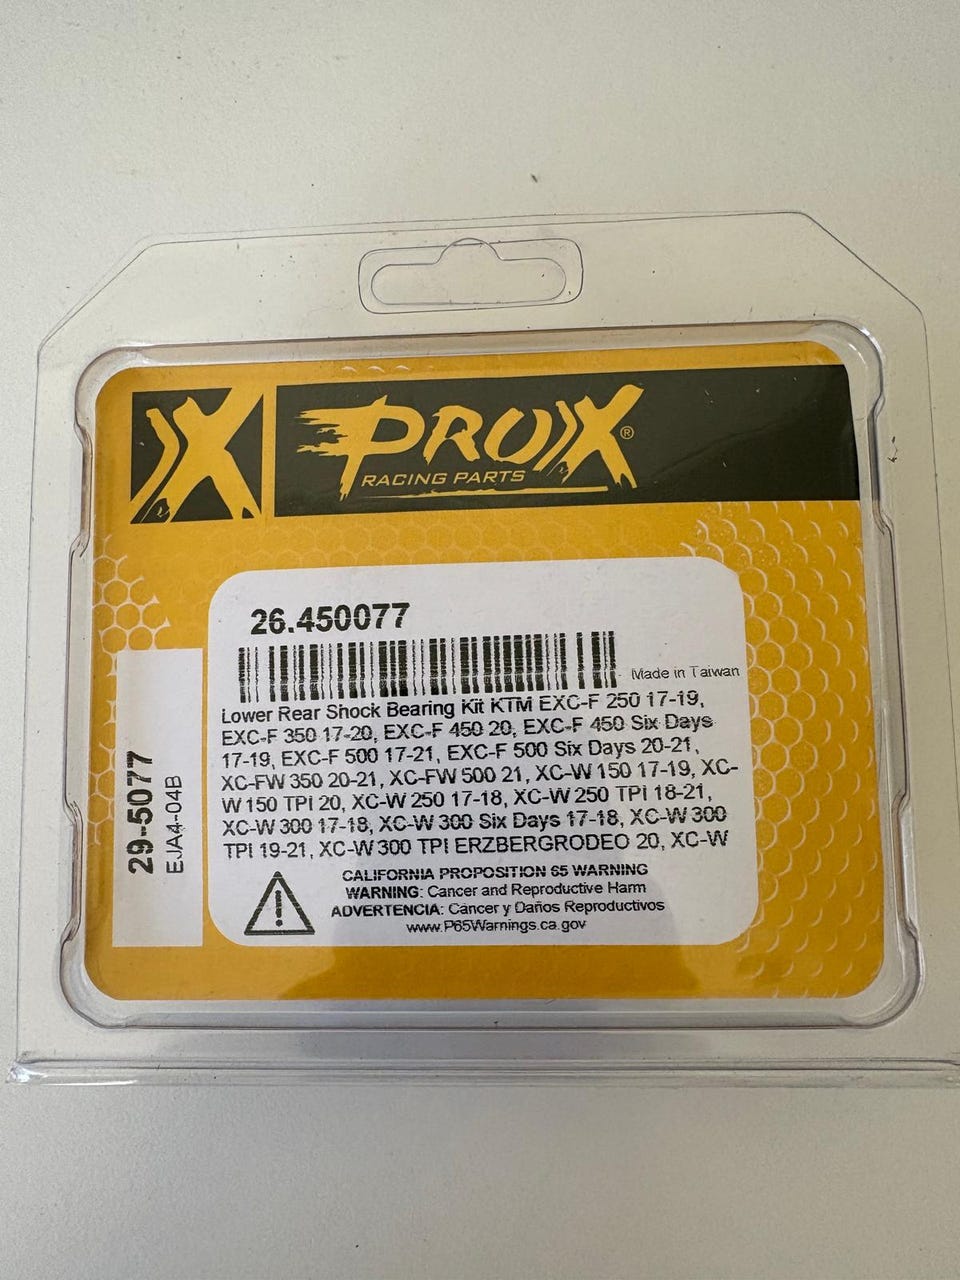 PROX®
RACING PARTS
26.450077
Made in Taiwan
Lower Rear Shock Bearing Kit KTM EXC-F 250 17-19,
EXC-F 350 17-20, EXC-F 450 20, EXC-F 450 Six Days
17-19, EXC-F 500 17-21, EXC-F 500 Six Days 20-21,
XC-FW 350 20-21, XC-FW 500 21, XC-W 150 17-19, XC-
W 150 TPI 20, XC-W 250 17-18, XC-W 250 TPI 18-21,
XC-W 300 17-18, XC-W 300 Six Days 17-18, XC-W 300
TPI 19-21, XC-W 300 TPI ERZBERGRODEO 20, XC-W
CALIFORNIA PROPOSITION 65 WARNING
WARNING: Cancer and Reproductive Harm
ADVERTENCIA: Cáncer y Daños Reproductivos
www.P65Warnings.ca.gov
29-5077
EJA4-04B